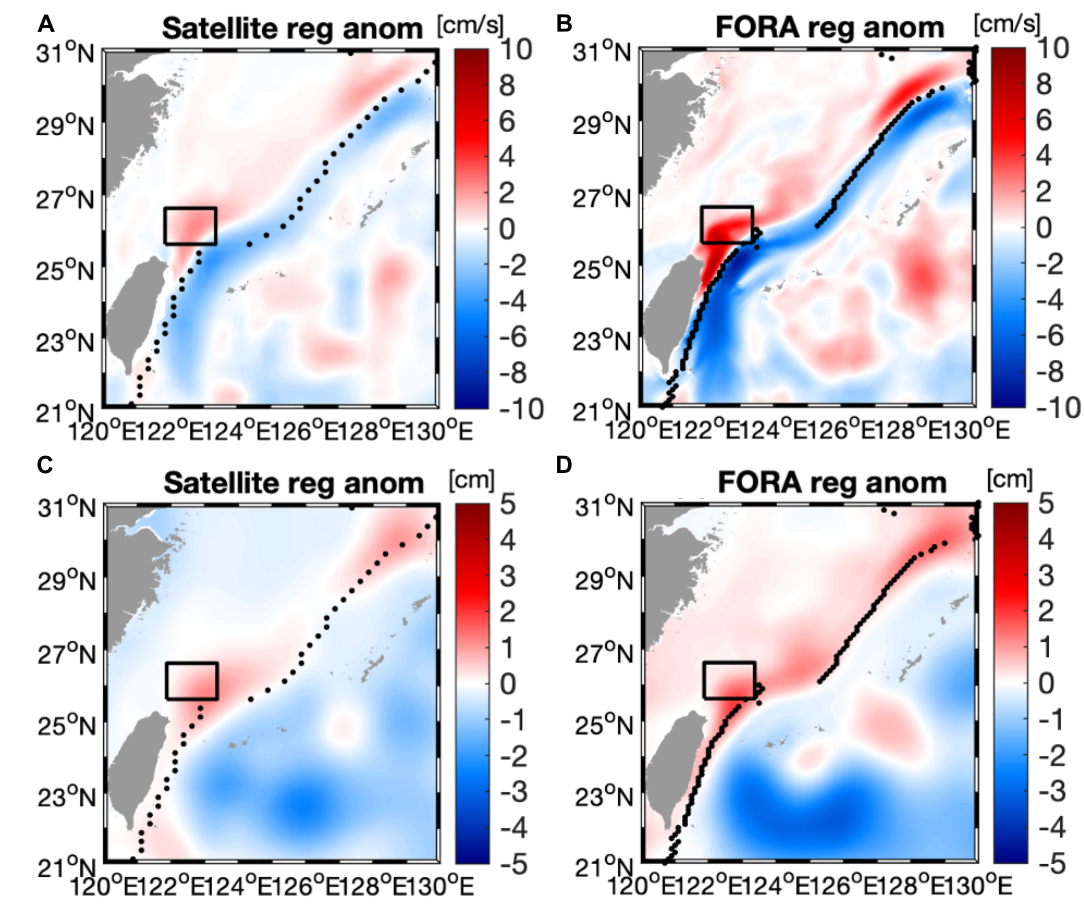 A
Satellite reg anom [cm/s]
31°N
29°N
27°N
25°N
23°N
21°N
120°E122°E124°E126°E128°E130°E
10
8
6
4
2
0
-2
-4
-6
-8
-10
B
FORA reg anom [cm/s]
31°N
29°N
27°N
25°N
23°N
21°N
120°E122°E124°E126°E128°E130°E
10
8
6
4
2
0
-2
-4
-6
-8
-10
C
Satellite reg anom [cm]
31°N
29°N
27°N
25°N
23°N
21°N
120°E122°E124°E126°E128°E130°E
5
4
3
2
1
0
-1
-2
-3
-4
-5
D
FORA reg anom [cm]
31°N
29°N
27°N
25°N
23°N
21°N
120°E122°E124°E126°E128°E130°E
5
4
3
2
1
0
-1
-2
-3
-4
-5